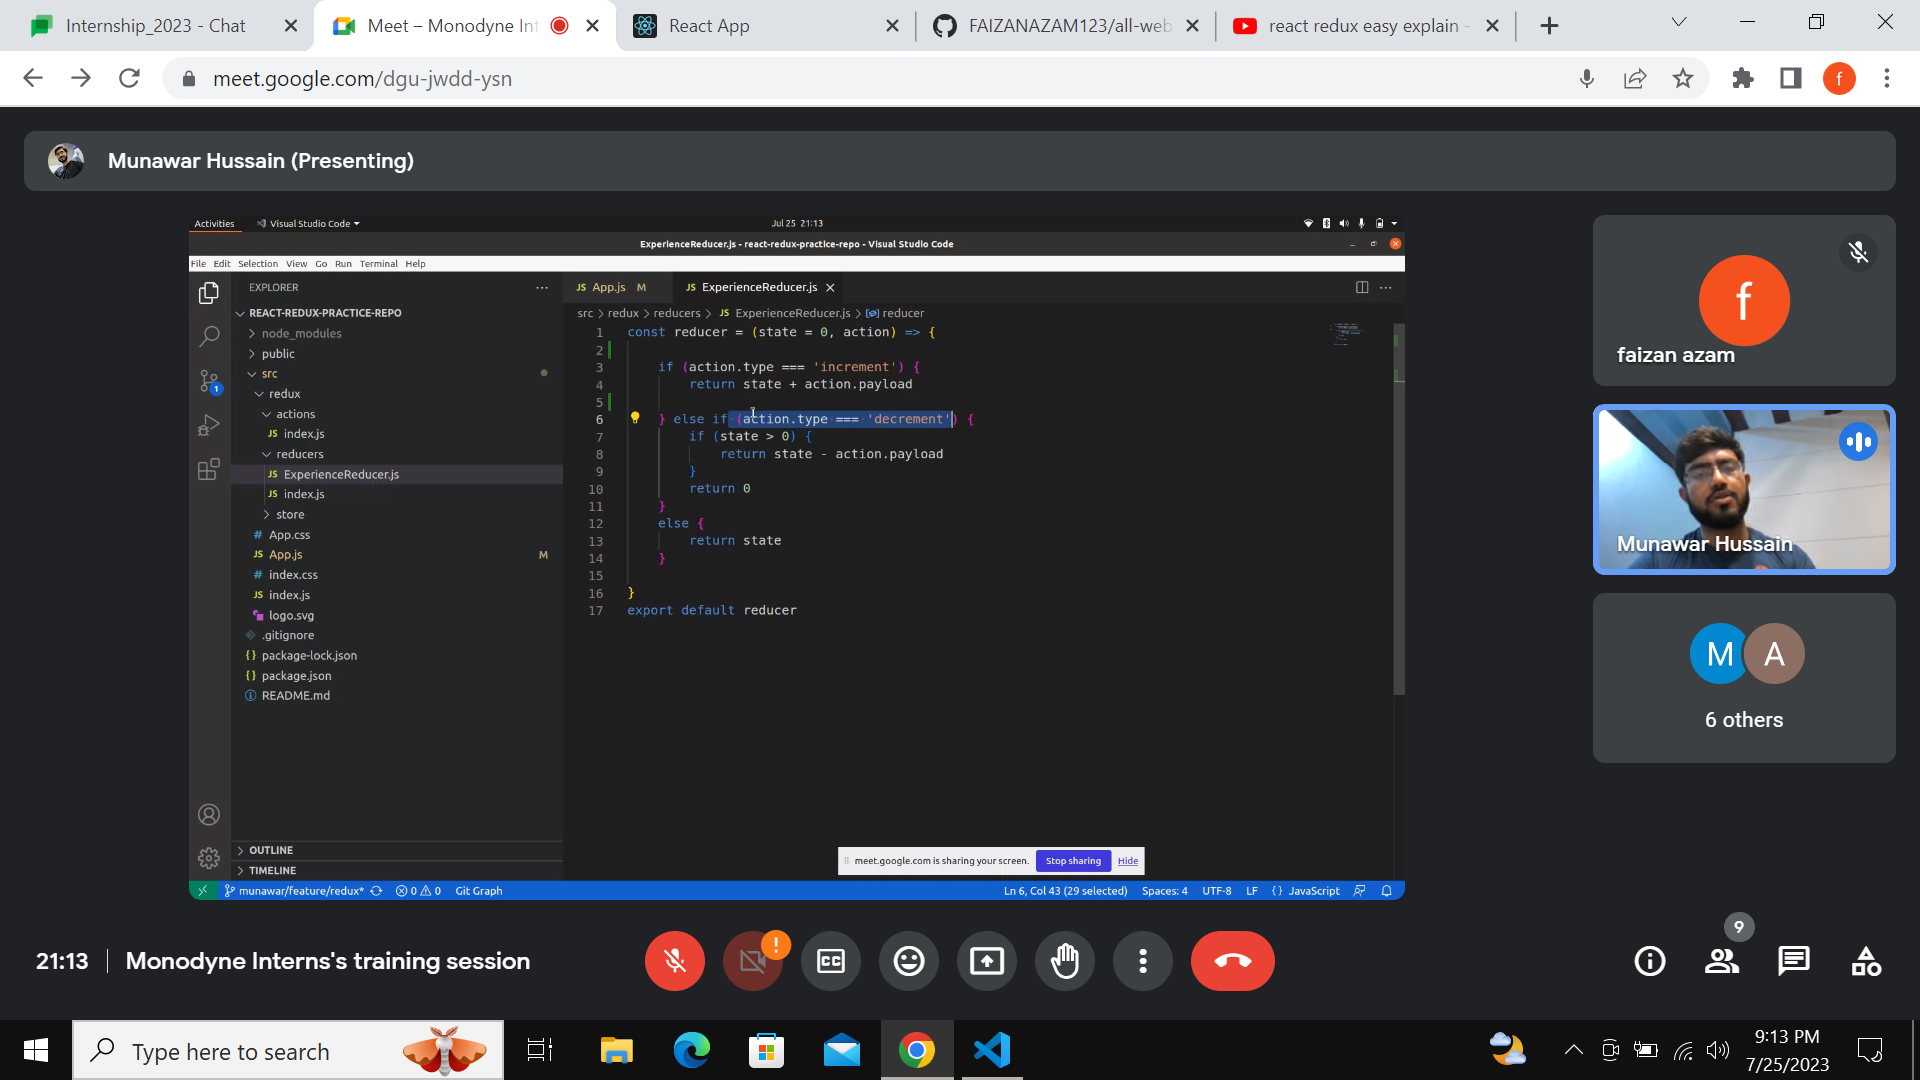 Internship_2023 - Chat
Meet – Monodyne Int
React App
FAIZANAZAM123/all-web
react redux easy explain -
meet.google.com/dgu-jwdd-ysn
f
Munawar Hussain (Presenting)
Activities
Visual Studio Code
Jul 25 21:13
ExperienceReducer.js - react-redux-practice-repo - Visual Studio Code
File Edit Selection View Go Run Terminal Help
EXPLORER
REACT-REDUX-PRACTICE-REPO
node_modules
public
src
redux
actions
JS index.js
reducers
JS ExperienceReducer.js
JS index.js
store
# App.css
JS App.js M
# index.css
JS index.js
logo.svg
.gitignore
{} package-lock.json
{} package.json
README.md
OUTLINE
TIMELINE
1
JS App.js M
JS ExperienceReducer.js
src > redux > reducers > JS ExperienceReducer.js > reducer
1 const reducer = (state = 0, action) => {
2
3 if (action.type === 'increment') {
4 return state + action.payload
5
6 } else if (action.type === 'decrement') {
7 if (state > 0) {
8 return state - action.payload
9 }
10 return 0
11 }
12 else {
13 return state
14 }
15
16 }
17 export default reducer
meet.google.com is sharing your screen. Stop sharing Hide
munawar/feature/redux* 0 0 Git Graph
Ln 6, Col 43 (29 selected) Spaces: 4 UTF-8 LF {} JavaScript
f
faizan azam
Munawar Hussain
M A
6 others
21:13 | Monodyne Interns's training session
!
CC
9
Type here to search
9:13 PM
7/25/2023